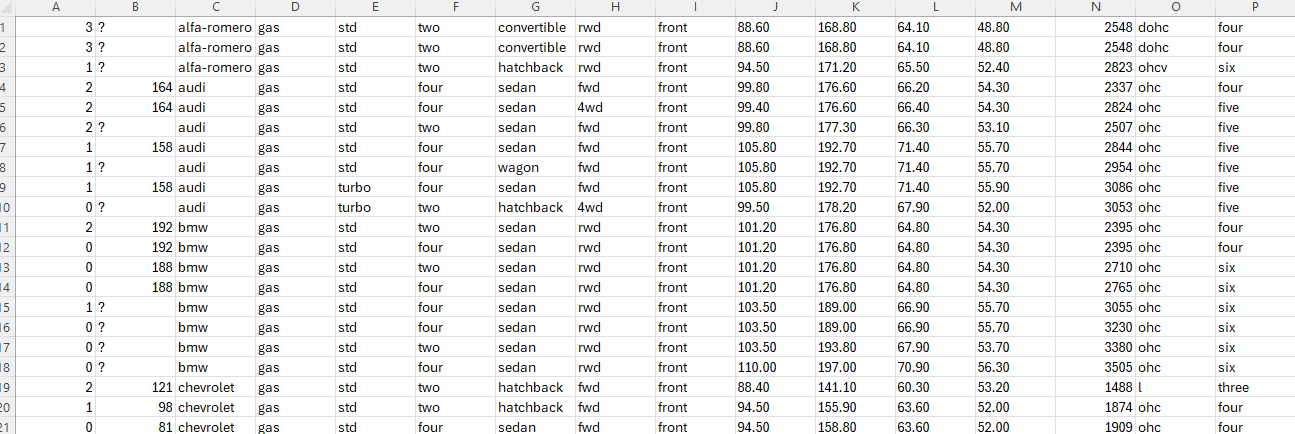 A B C D E F G H I J K L M N O P
1 3 ? alfa-romero gas std two convertible rwd front 88.60 168.80 64.10 48.80 2548 dohc four
2 3 ? alfa-romero gas std two convertible rwd front 88.60 168.80 64.10 48.80 2548 dohc four
3 1 ? alfa-romero gas std two hatchback rwd front 94.50 171.20 65.50 52.40 2823 ohcv six
4 2 164 audi gas std four sedan fwd front 99.80 176.60 66.20 54.30 2337 ohc four
5 2 164 audi gas std four sedan 4wd front 99.40 176.60 66.40 54.30 2824 ohc five
6 2 ? audi gas std two sedan fwd front 99.80 177.30 66.30 53.10 2507 ohc five
7 1 158 audi gas std four sedan fwd front 105.80 192.70 71.40 55.70 2844 ohc five
8 1 ? audi gas std four wagon fwd front 105.80 192.70 71.40 55.70 2954 ohc five
9 1 158 audi gas turbo four sedan fwd front 105.80 192.70 71.40 55.90 3086 ohc five
10 0 ? audi gas turbo two hatchback 4wd front 99.50 178.20 67.90 52.00 3053 ohc five
11 2 192 bmw gas std two sedan rwd front 101.20 176.80 64.80 54.30 2395 ohc four
12 0 192 bmw gas std four sedan rwd front 101.20 176.80 64.80 54.30 2395 ohc four
13 0 188 bmw gas std two sedan rwd front 101.20 176.80 64.80 54.30 2710 ohc six
14 0 188 bmw gas std four sedan rwd front 101.20 176.80 64.80 54.30 2765 ohc six
15 1 ? bmw gas std four sedan rwd front 103.50 189.00 66.90 55.70 3055 ohc six
16 0 ? bmw gas std four sedan rwd front 103.50 189.00 66.90 55.70 3230 ohc six
17 0 ? bmw gas std two sedan rwd front 103.50 193.80 67.90 53.70 3380 ohc six
18 0 ? bmw gas std four sedan rwd front 110.00 197.00 70.90 56.30 3505 ohc six
19 2 121 chevrolet gas std two hatchback fwd front 88.40 141.10 60.30 53.20 1488 l three
20 1 98 chevrolet gas std two hatchback fwd front 94.50 155.90 63.60 52.00 1874 ohc four
21 0 81 chevrolet gas std four sedan fwd front 94.50 158.80 63.60 52.00 1909 ohc four